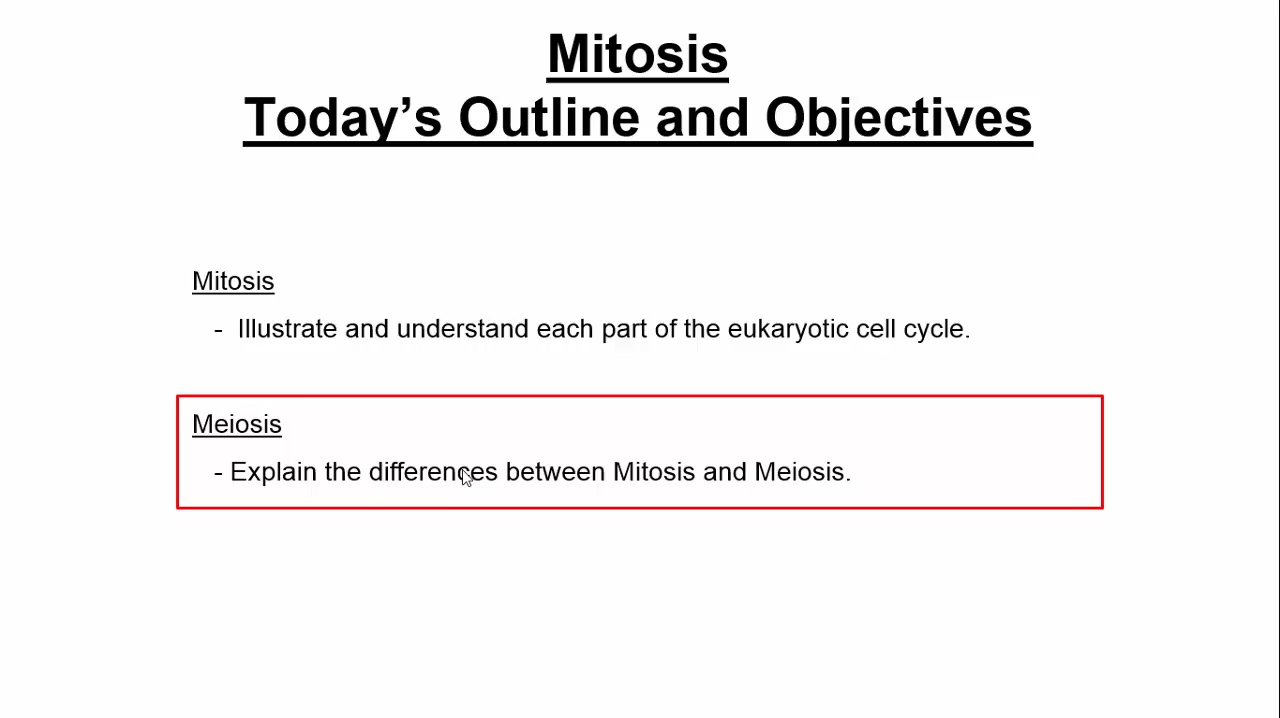 Mitosis
Today’s Outline and Objectives
Mitosis
- Illustrate and understand each part of the eukaryotic cell cycle.
Meiosis
- Explain the differences between Mitosis and Meiosis.